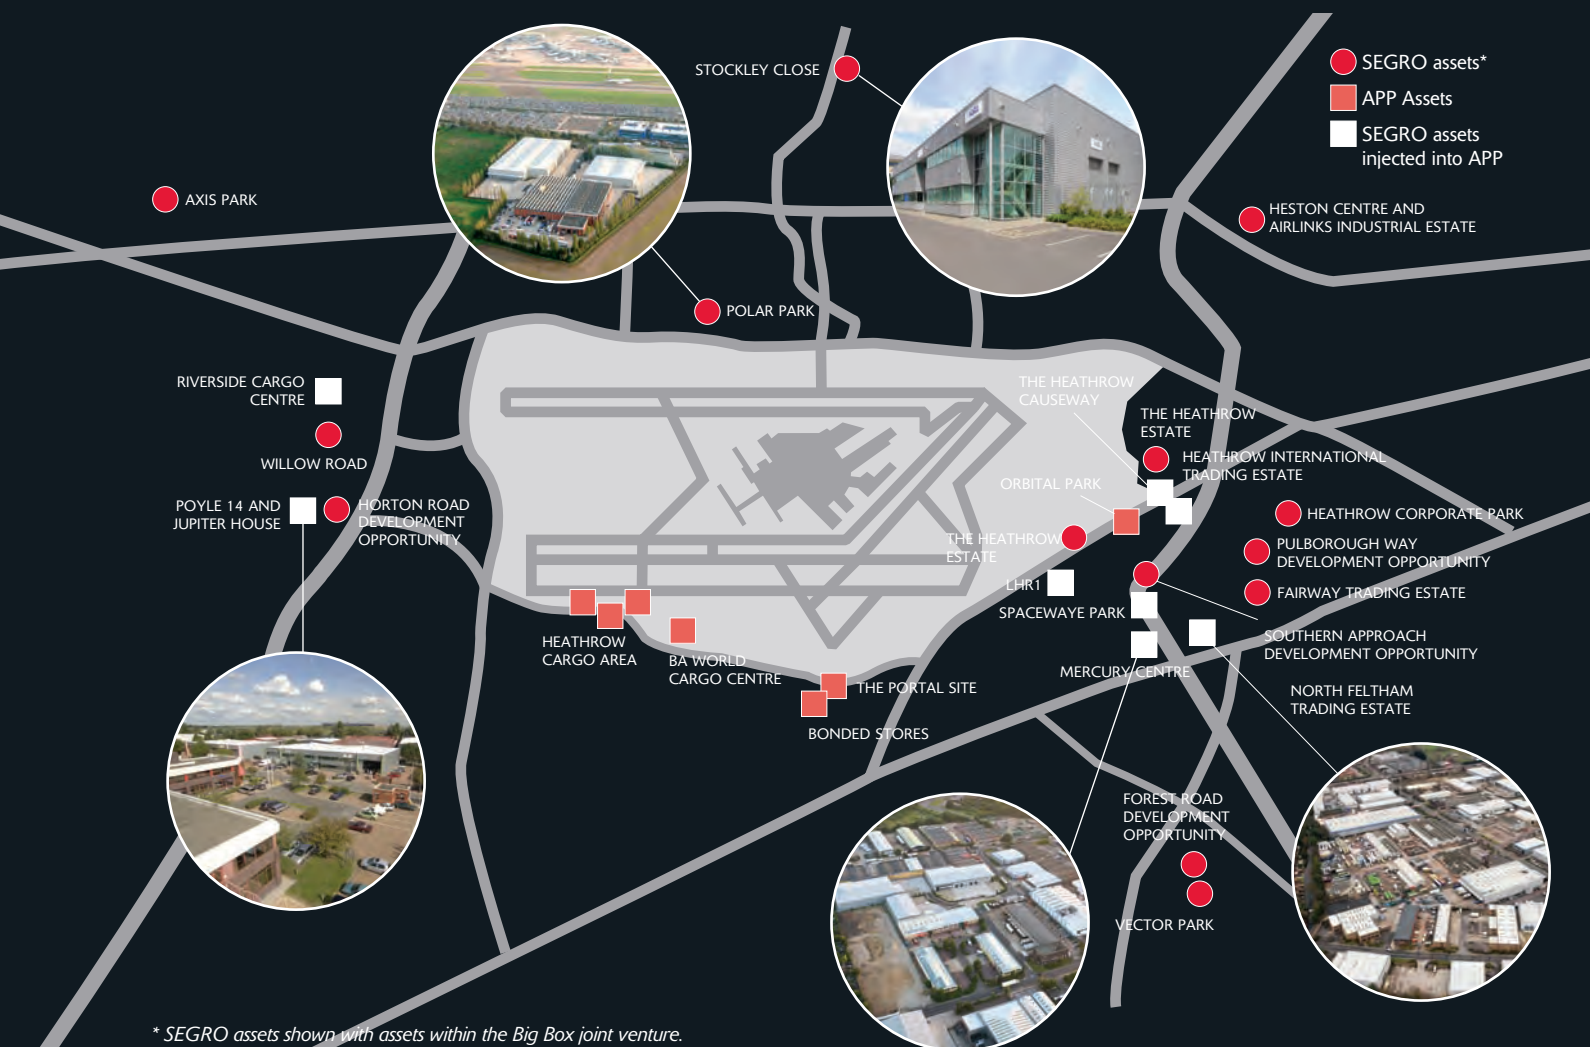 STOCKLEY CLOSE
SEGRO assets*
APP Assets
SEGRO assets
injected into APP
AXIS PARK
HESTON CENTRE AND
AIRLINKS INDUSTRIAL ESTATE
POLAR PARK
RIVERSIDE CARGO
CENTRE
WILLOW ROAD
POYLE 14 AND
JUPITER HOUSE
HORTON ROAD
DEVELOPMENT
OPPORTUNITY
THE HEATHROW
CAUSEWAY
THE HEATHROW
ESTATE
HEATHROW INTERNATIONAL
TRADING ESTATE
ORBITAL PARK
HEATHROW CORPORATE PARK
THE HEATHROW
ESTATE
PULBOROUGH WAY
DEVELOPMENT OPPORTUNITY
LHR1
FAIRWAY TRADING ESTATE
SPACEWAYE PARK
SOUTHERN APPROACH
DEVELOPMENT OPPORTUNITY
HEATHROW
CARGO AREA
BA WORLD
CARGO CENTRE
MERCURY CENTRE
THE PORTAL SITE
NORTH FELTHAM
TRADING ESTATE
BONDED STORES
FOREST ROAD
DEVELOPMENT
OPPORTUNITY
VECTOR PARK
* SEGRO assets shown with assets within the Big Box joint venture.